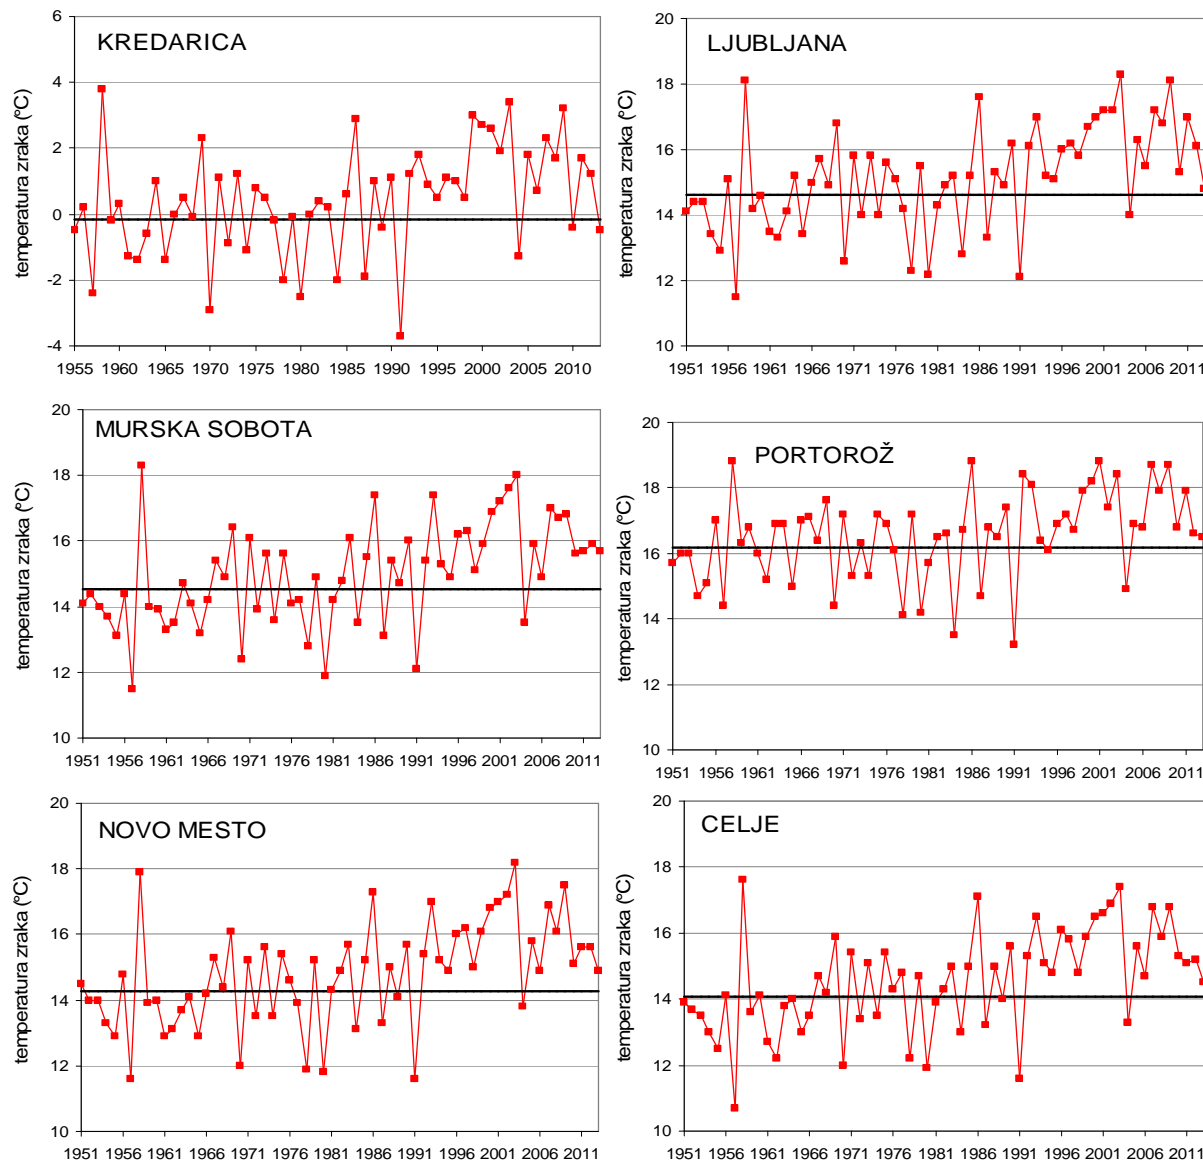 KREDARICA
temperatura zraka (°C)
6
4
2
0
-2
-4
1955 1960 1965 1970 1975 1980 1985 1990 1995 2000 2005 2010
LJUBLJANA
temperatura zraka (°C)
20
18
16
14
12
10
1951 1956 1961 1966 1971 1976 1981 1986 1991 1996 2001 2006 2011
MURSKA SOBOTA
temperatura zraka (°C)
20
18
16
14
12
10
1951 1956 1961 1966 1971 1976 1981 1986 1991 1996 2001 2006 2011
PORTOROŽ
temperatura zraka (°C)
20
18
16
14
12
10
1951 1956 1961 1966 1971 1976 1981 1986 1991 1996 2001 2006 2011
NOVO MESTO
temperatura zraka (°C)
20
18
16
14
12
10
1951 1956 1961 1966 1971 1976 1981 1986 1991 1996 2001 2006 2011
CELJE
temperatura zraka (°C)
20
18
16
14
12
10
1951 1956 1961 1966 1971 1976 1981 1986 1991 1996 2001 2006 2011